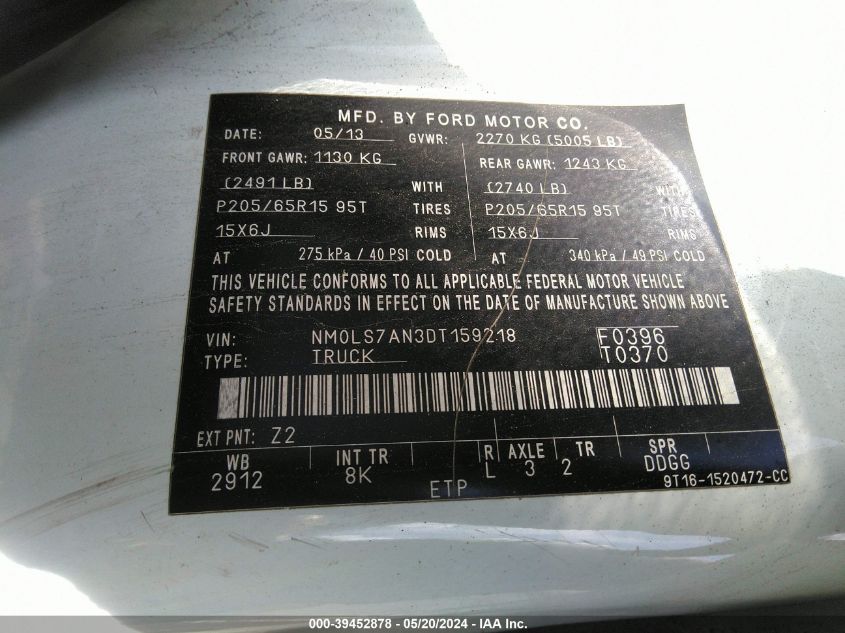 MFD. BY FORD MOTOR CO.
DATE: 05/13 GVWR: 2270 KG (5005 LB)
FRONT GAWR: 1130 KG REAR GAWR: 1243 KG
(2491 LB) WITH (2740 LB) WITH
P205/65R15 95T TIRES P205/65R15 95T TIRES
15X6J RIMS 15X6J RIMS
AT 275 kPa / 40 PSI COLD AT 340 kPa / 49 PSI COLD
THIS VEHICLE CONFORMS TO ALL APPLICABLE FEDERAL MOTOR VEHICLE
SAFETY STANDARDS IN EFFECT ON THE DATE OF MANUFACTURE SHOWN ABOVE
VIN: NM0LS7AN3DT159218 F0396
TYPE: TRUCK T0370
EXT PNT: Z2
WB INT TR R AXLE TR SPR
2912 8K L 3 2 DDGG
ETP 9T16-1520472-CC
000-39452878 - 05/20/2024 - IAA Inc.